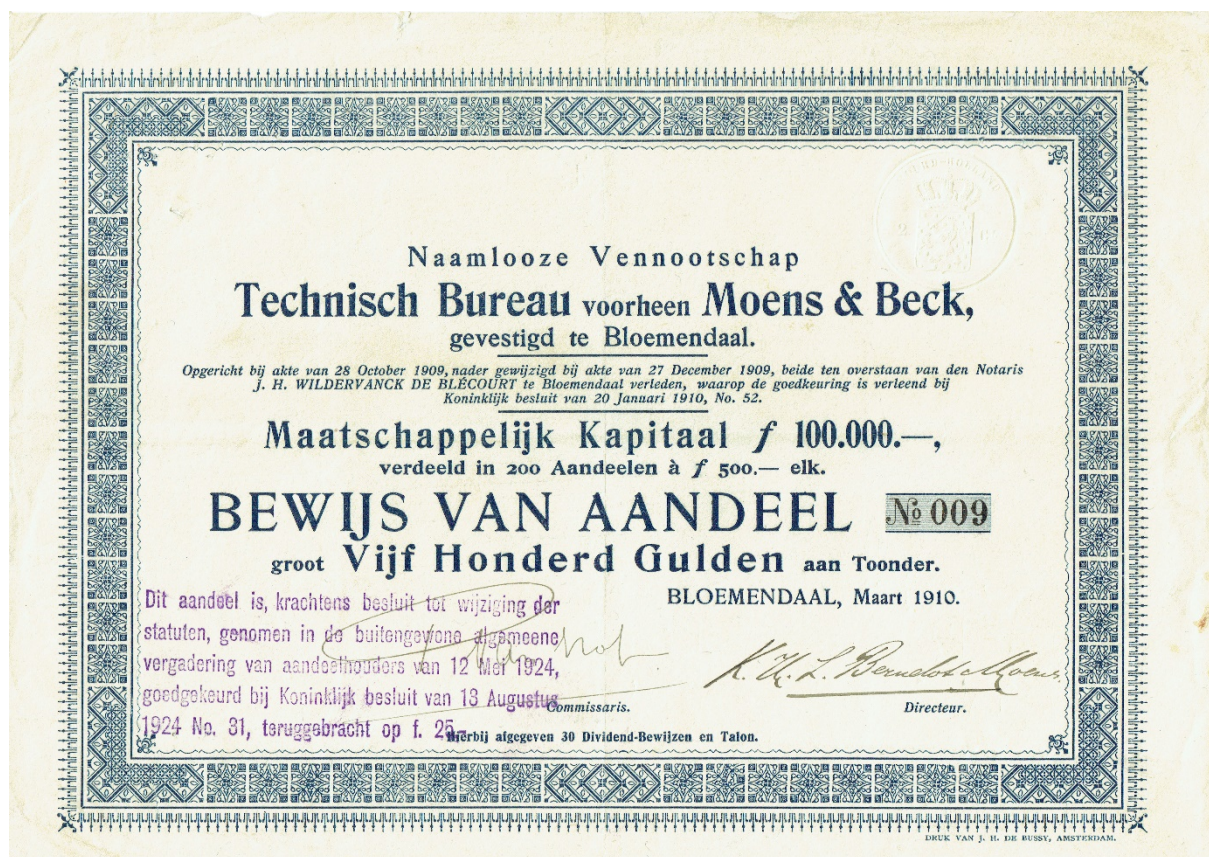 Naamlooze Vennootschap
Technisch Bureau voorheen Moens & Beck,
gevestigd te Bloemendaal.
Opgericht bij akte van 28 October 1909, nader gewijzigd bij akte van 27 December 1909, beide ten overstaan van den Notaris
J. H. WILDERVANCK DE BLÉCOURT te Bloemendaal verleden, waarop de goedkeuring is verleend bij
Koninklijk besluit van 20 Januari 1910, No. 52.
Maatschappelijk Kapitaal ƒ 100.000.—,
verdeeld in 200 Aandeelen à ƒ 500.— elk.
BEWIJS VAN AANDEEL № 009
groot Vijf Honderd Gulden aan Toonder.
BLOEMENDAAL, Maart 1910.
Dit aandeel is, krachtens besluit tot wijziging der
statuten, genomen in de buitengewone algemeene
vergadering van aandeelhouders van 12 Mei 1924,
goedgekeurd bij Koninklijk besluit van 13 Augustus
1924 No. 31, teruggebracht op f. 25.-
Commissaris.
Directeur.
Hierbij afgegeven 30 Dividend-Bewijzen en Talon.
DRUK VAN J. H. DE BUSSY, AMSTERDAM.